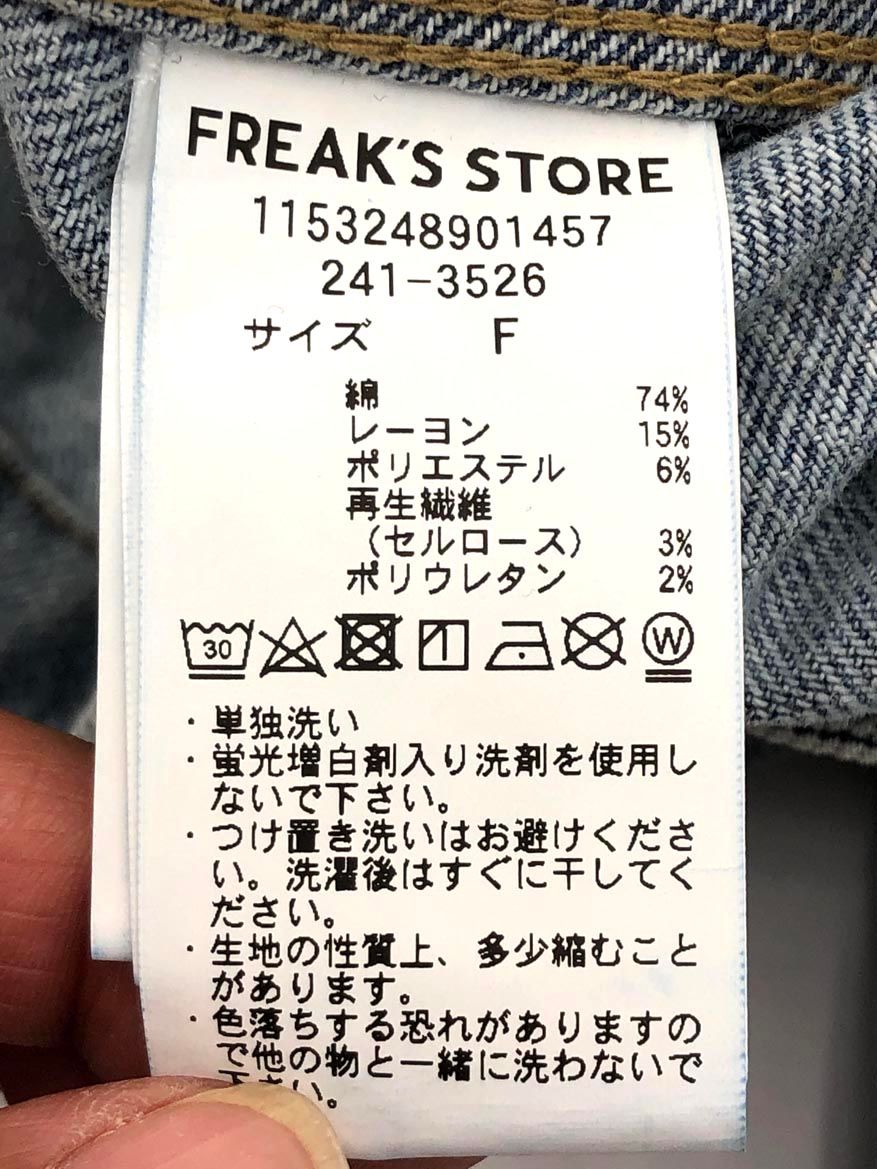 FREAK'S STORE
1153248901457
241-3526
サイズ F
綿 74%
レーヨン 15%
ポリエステル 6%
再生繊維
（セルロース） 3%
ポリウレタン 2%
30 W
・単独洗い
・蛍光増白剤入り洗剤を使用し
ないで下さい。
・つけ置き洗いはお避けくださ
い。洗濯後はすぐに干してく
ださい。
・生地の性質上、多少縮むこと
があります。
・色落ちする恐れがありますの
で他の物と一緒に洗わないで
下さい。